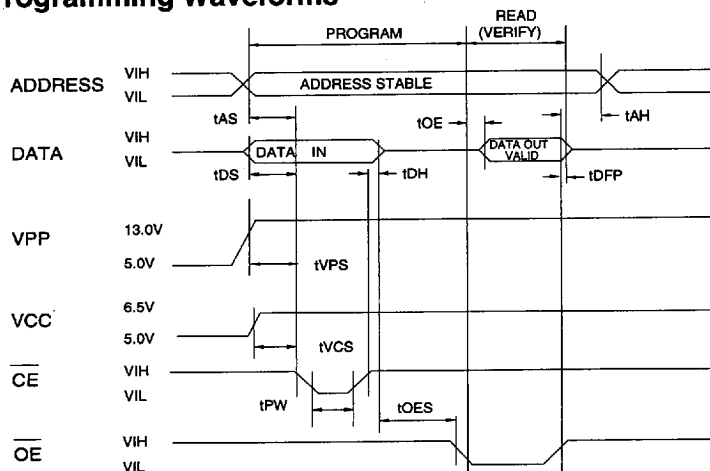 rogramming Waveforms
READ
PROGRAM (VERIFY)
ADDRESS VIH ADDRESS STABLE
VIL
tAS tOE tAH
DATA VIH DATA IN DATA OUT
VIL VALID
tDS tDH tDFP
VPP 13.0V
5.0V tVPS
VCC 6.5V
5.0V tVCS
CE VIH
VIL tPW tOES
OE VIH
VIL